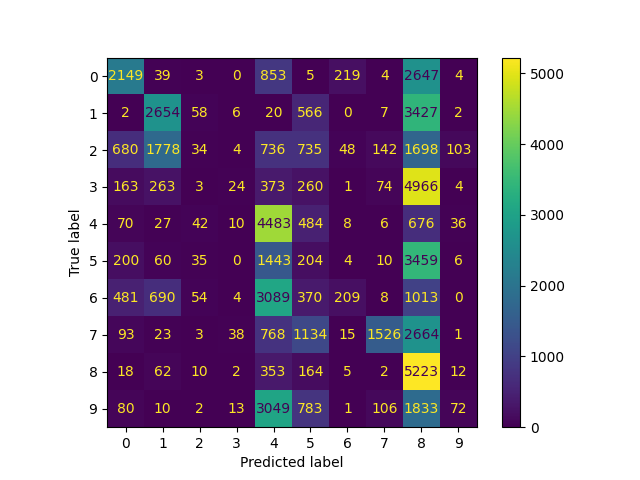 0 2149 39 3 0 853 5 219 4 2647 4
1 2 2654 58 6 20 566 0 7 3427 2
2 680 1778 34 4 736 735 48 142 1698 103
3 163 263 3 24 373 260 1 74 4966 4
4 70 27 42 10 4483 484 8 6 676 36
5 200 60 35 0 1443 204 4 10 3459 6
6 481 690 54 4 3089 370 209 8 1013 0
7 93 23 3 38 768 1134 15 1526 2664 1
8 18 62 10 2 353 164 5 2 5223 12
9 80 10 2 13 3049 783 1 106 1833 72
0 1 2 3 4 5 6 7 8 9
Predicted label
True label
5000
4000
3000
2000
1000
0